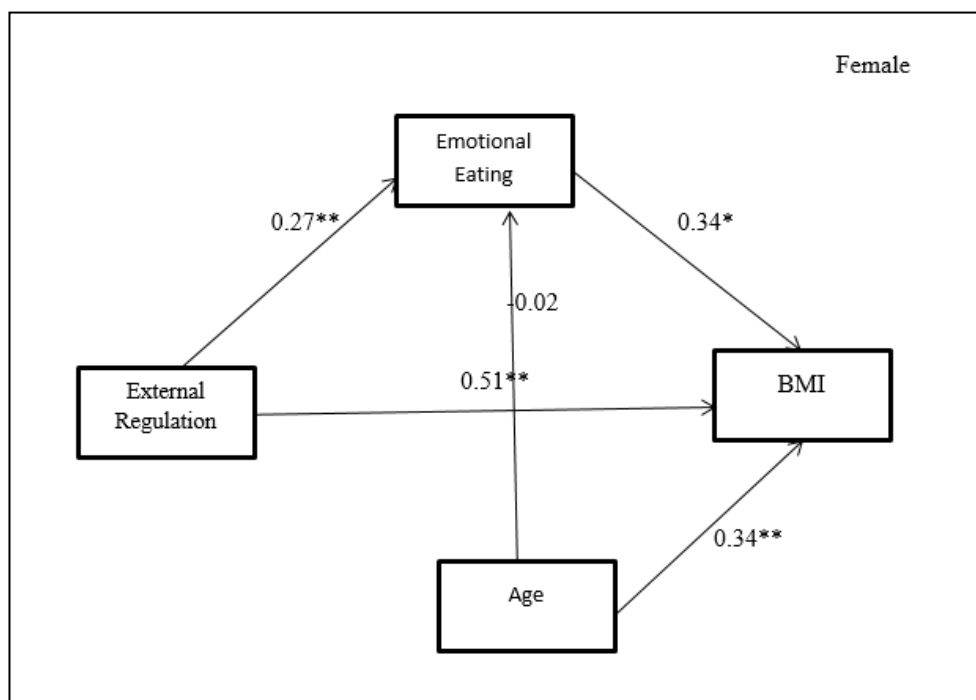 Female
Emotional
Eating
0.27**
0.34*
-0.02
External
Regulation
0.51**
BMI
0.34**
Age